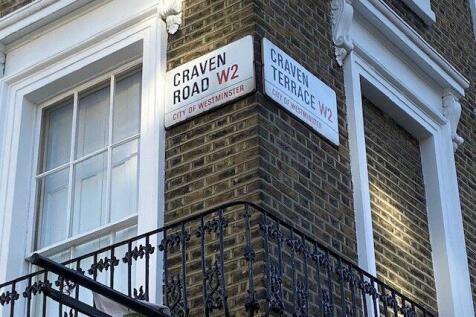 CRAVEN
ROAD W2
CITY OF WESTMINSTER
CRAVEN
TERRACE W2
CITY OF WESTMINSTER